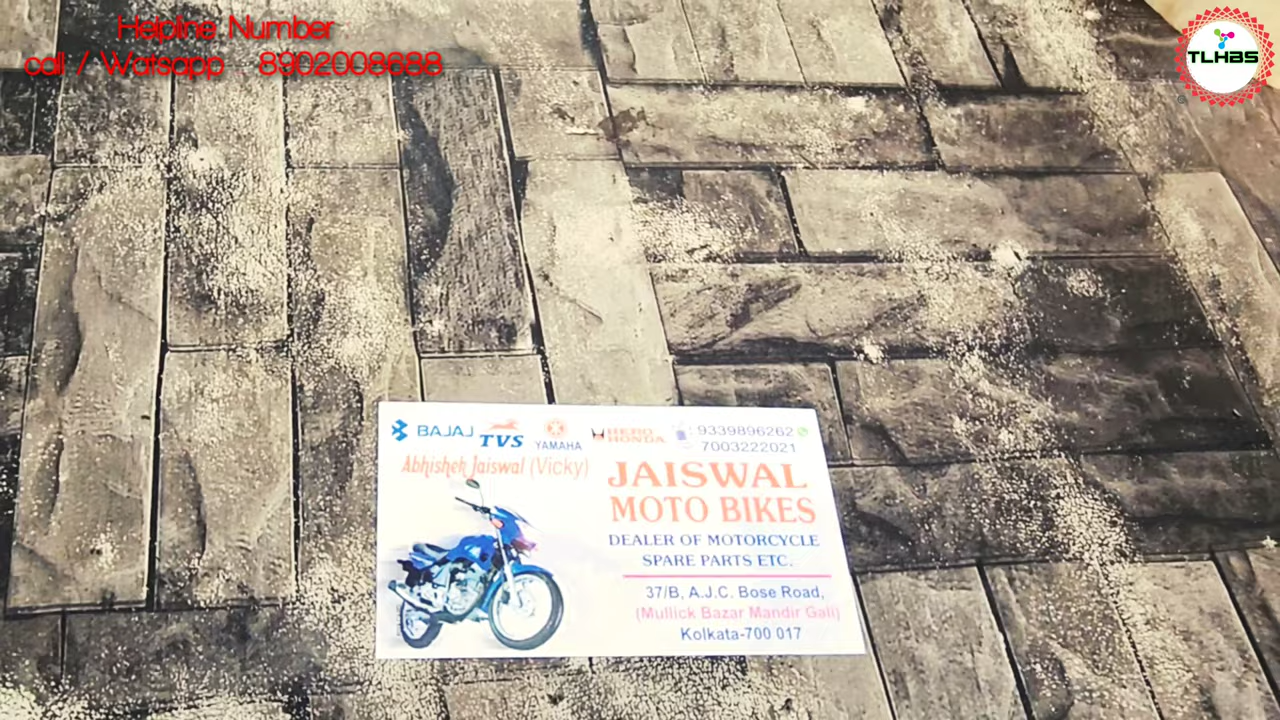 Helpline Number
call / Watsapp : 8902008688
TLHBS
BAJAJ
TVS
YAMAHA
HERO
HONDA
: 9339896262
7003222021
Abhishek Jaiswal (Vicky)
JAISWAL
MOTO BIKES
DEALER OF MOTORCYCLE
SPARE PARTS ETC.
37/B, A.J.C. Bose Road,
(Mullick Bazar Mandir Gali)
Kolkata-700 017